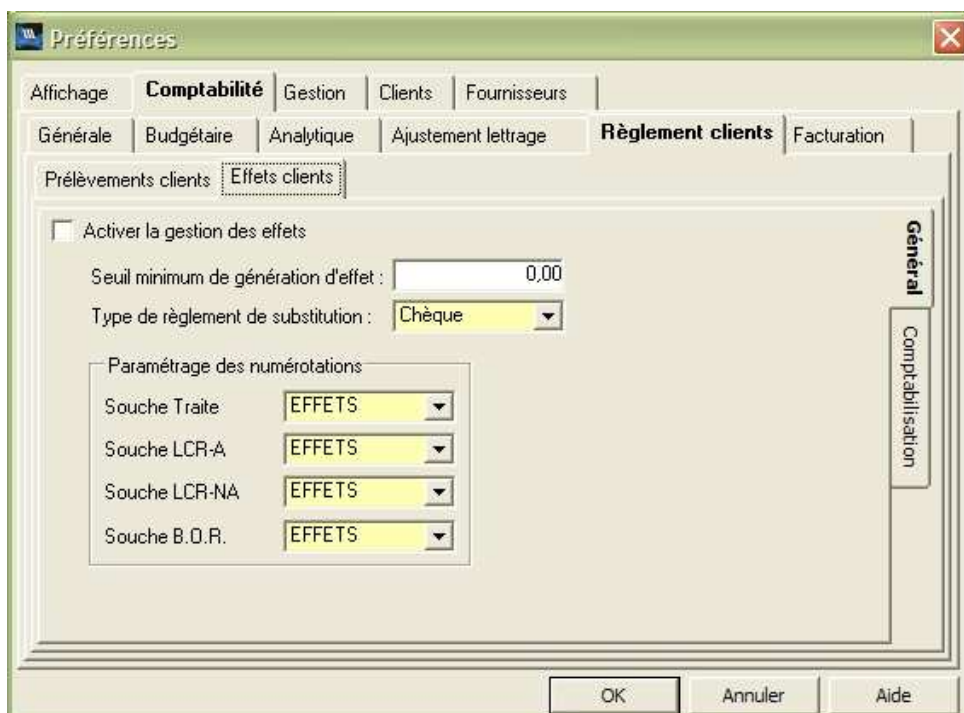 Préférences
Affichage Comptabilité Gestion Clients Fournisseurs
Générale Budgétaire Analytique Ajustement lettrage Règlement clients Facturation
Prélèvements clients Effets clients
Activer la gestion des effets
Seuil minimum de génération d'effet : 0,00
Type de règlement de substitution : Chèque
Paramétrage des numérotations
Souche Traite EFFETS
Souche LCR-A EFFETS
Souche LCR-NA EFFETS
Souche B.O.R. EFFETS
Général
Comptabilisation
OK Annuler Aide